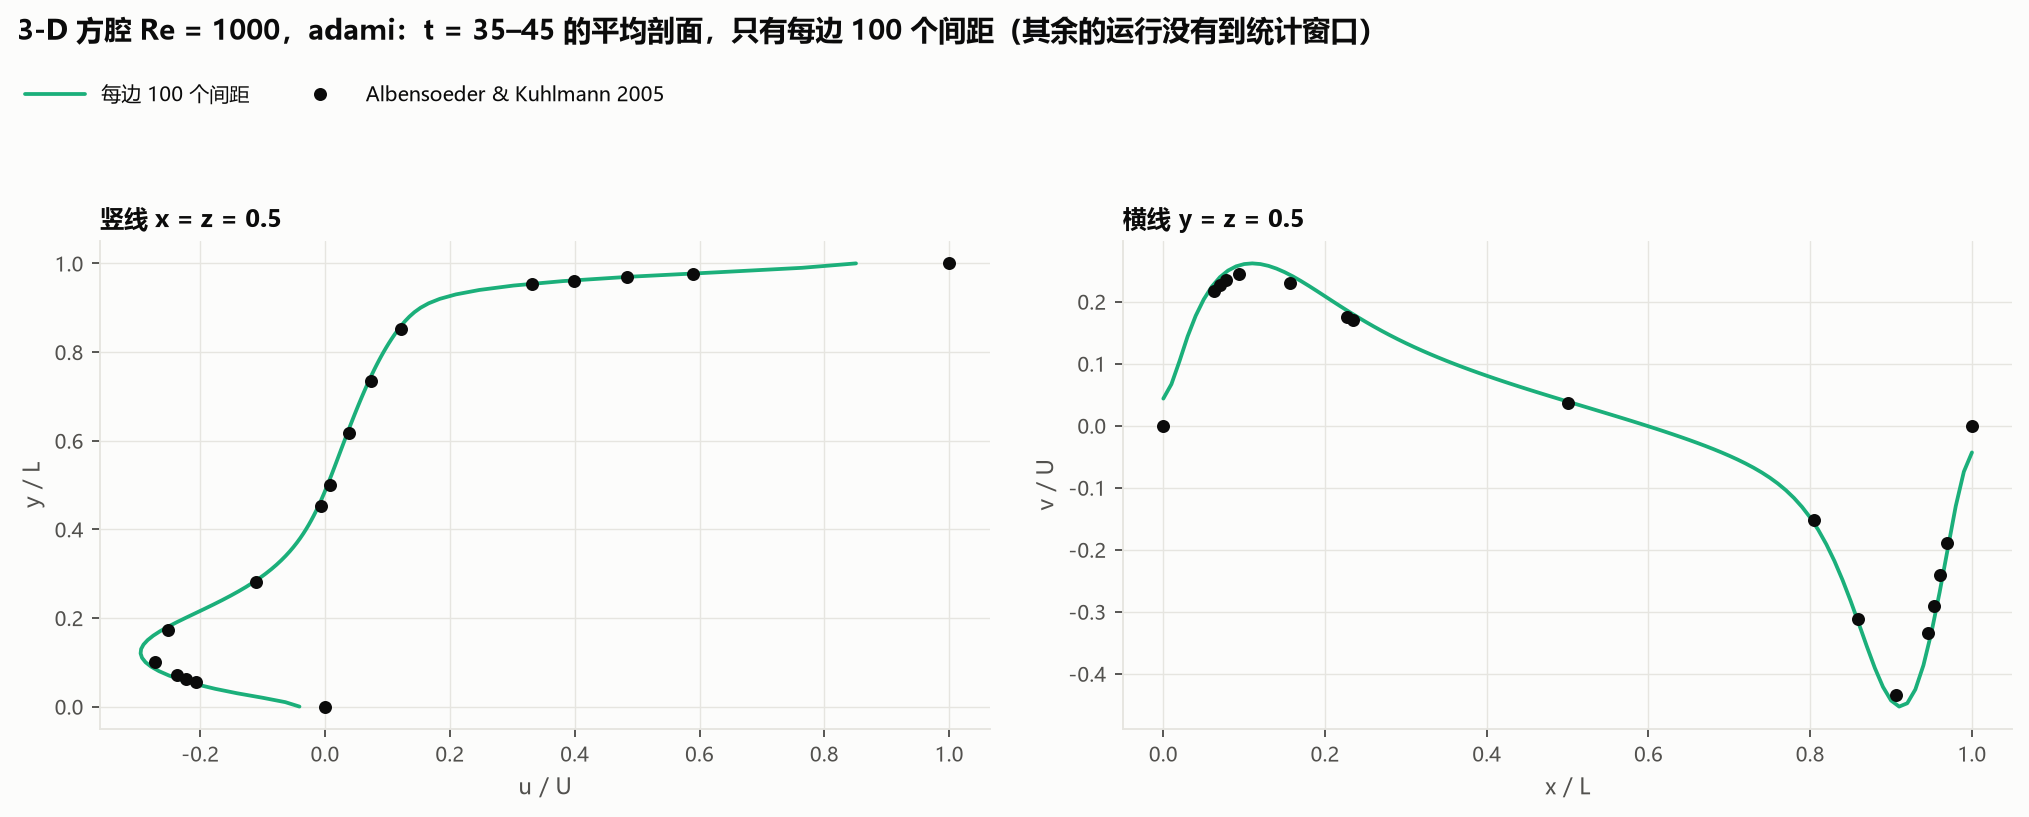 3-D 方腔 Re = 1000，adami：t = 35–45 的平均剖面，只有每边 100 个间距（其余的运行没有到统计窗口）
每边 100 个间距
Albensoeder & Kuhlmann 2005
竖线 x = z = 0.5
1.0
0.8
0.6
0.4
0.2
0.0
y / L
-0.2 0.0 0.2 0.4 0.6 0.8 1.0
u / U
横线 y = z = 0.5
0.2
0.1
0.0
-0.1
-0.2
-0.3
-0.4
v / U
0.0 0.2 0.4 0.6 0.8 1.0
x / L